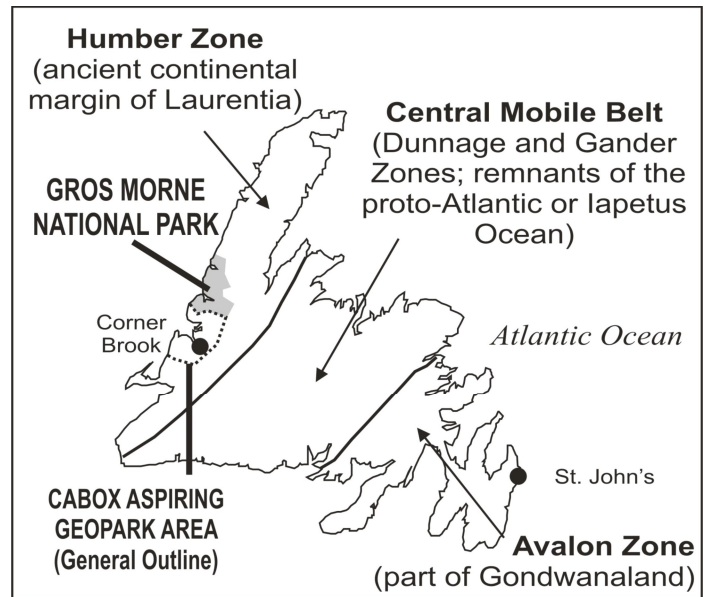 Humber Zone
(ancient continental
margin of Laurentia)
Central Mobile Belt
(Dunnage and Gander
Zones; remnants of the
proto-Atlantic or Iapetus
Ocean)
GROS MORNE
NATIONAL PARK
Corner
Brook
Atlantic Ocean
St. John's
CABOX ASPIRING
GEOPARK AREA
(General Outline)
Avalon Zone
(part of Gondwanaland)